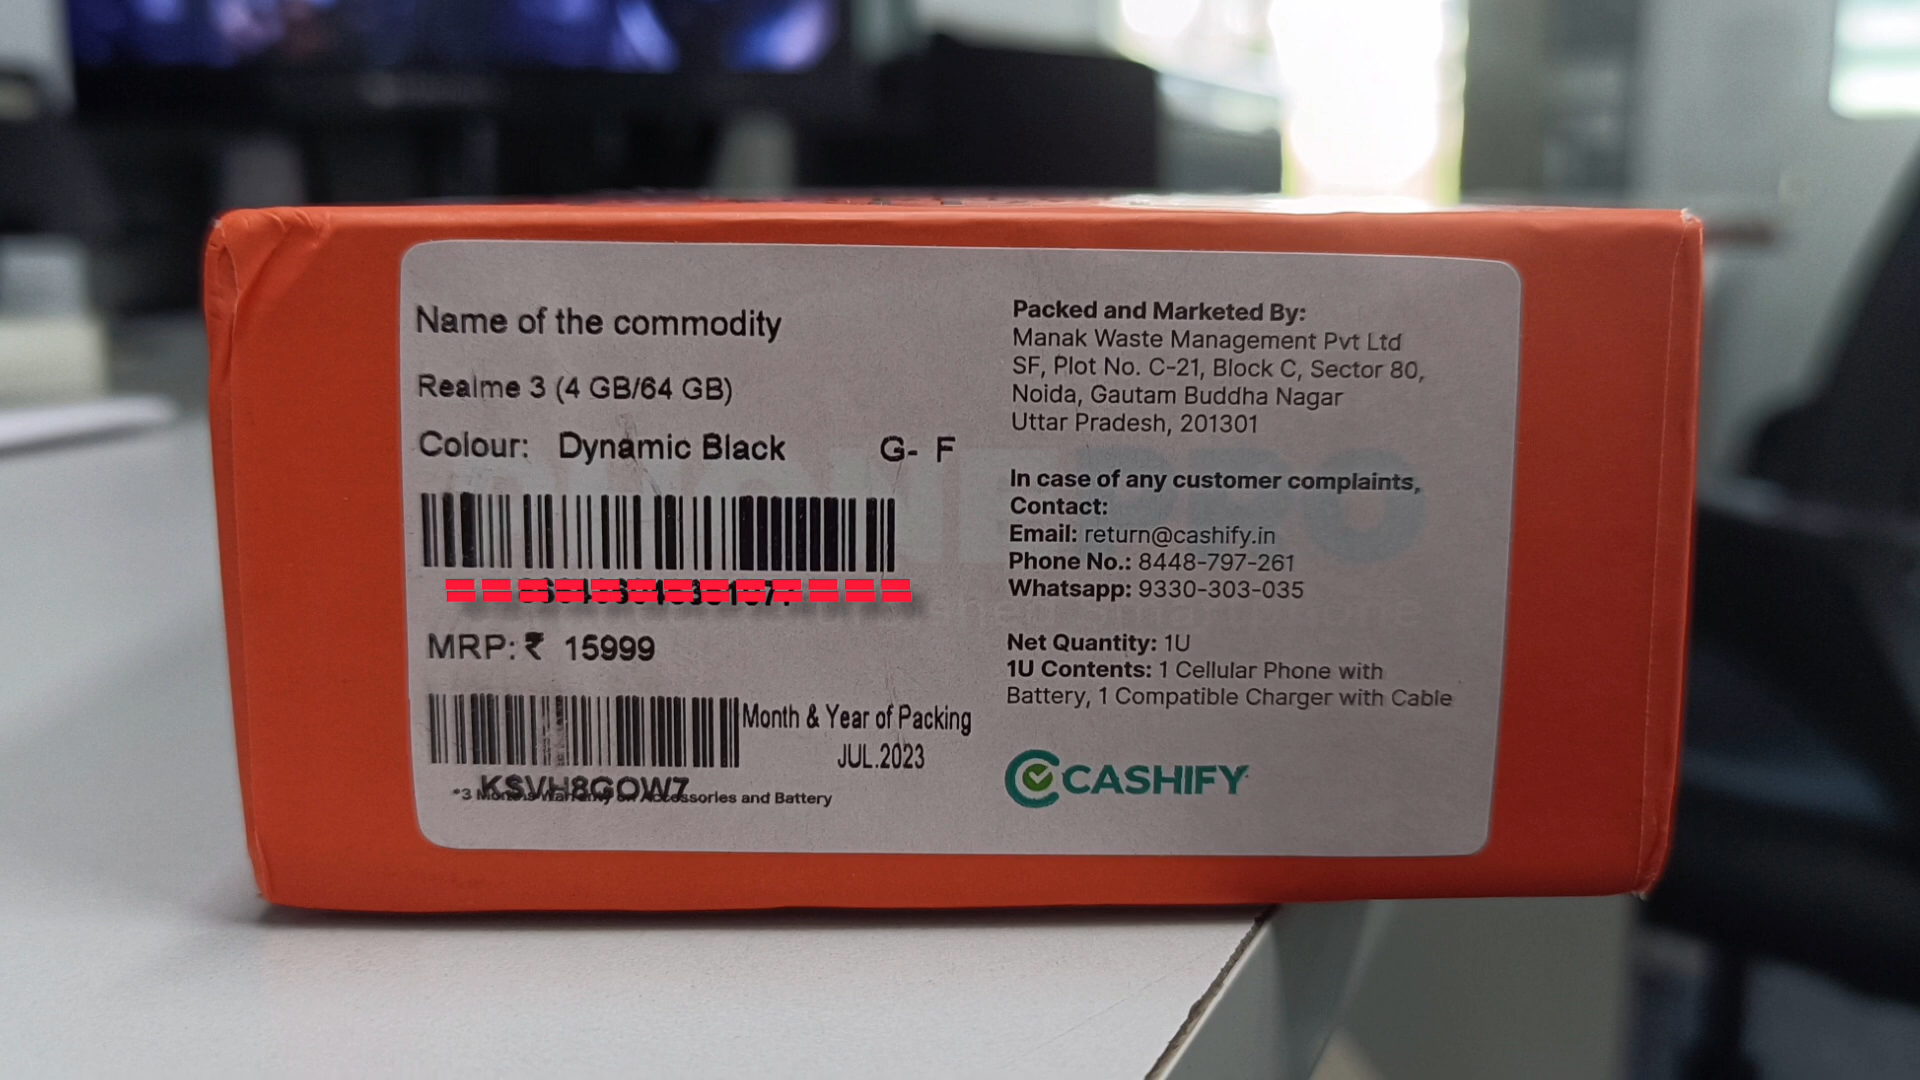 Name of the commodity
Realme 3 (4 GB/64 GB)
Colour: Dynamic Black G- F
MRP: ₹ 15999
Month & Year of Packing
JUL.2023
KSVH8GOW7
*3 Months Warranty on Accessories and Battery
Packed and Marketed By:
Manak Waste Management Pvt Ltd
SF, Plot No. C-21, Block C, Sector 80,
Noida, Gautam Buddha Nagar
Uttar Pradesh, 201301
In case of any customer complaints,
Contact:
Email: return@cashify.in
Phone No.: 8448-797-261
Whatsapp: 9330-303-035
Net Quantity: 1U
1U Contents: 1 Cellular Phone with
Battery, 1 Compatible Charger with Cable
CASHIFY